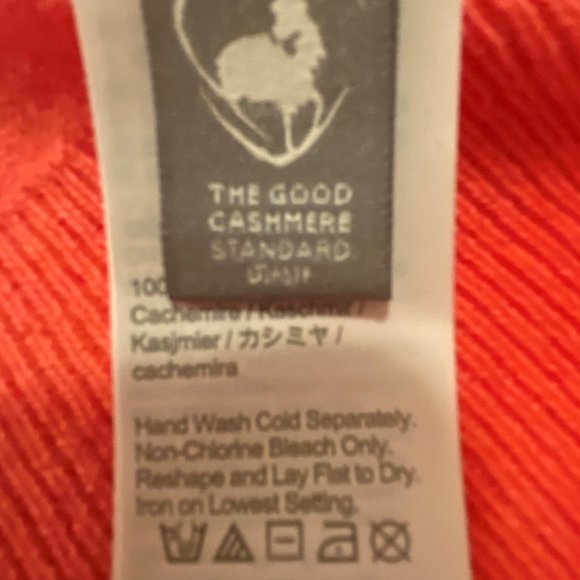 THE GOOD
CASHMERE
STANDARD
100
Cachemire / Kaschmir /
Kasjmier / カシミヤ /
cachemira
Hand Wash Cold Separately.
Non-Chlorine Bleach Only.
Reshape and Lay Flat to Dry.
Iron on Lowest Setting.